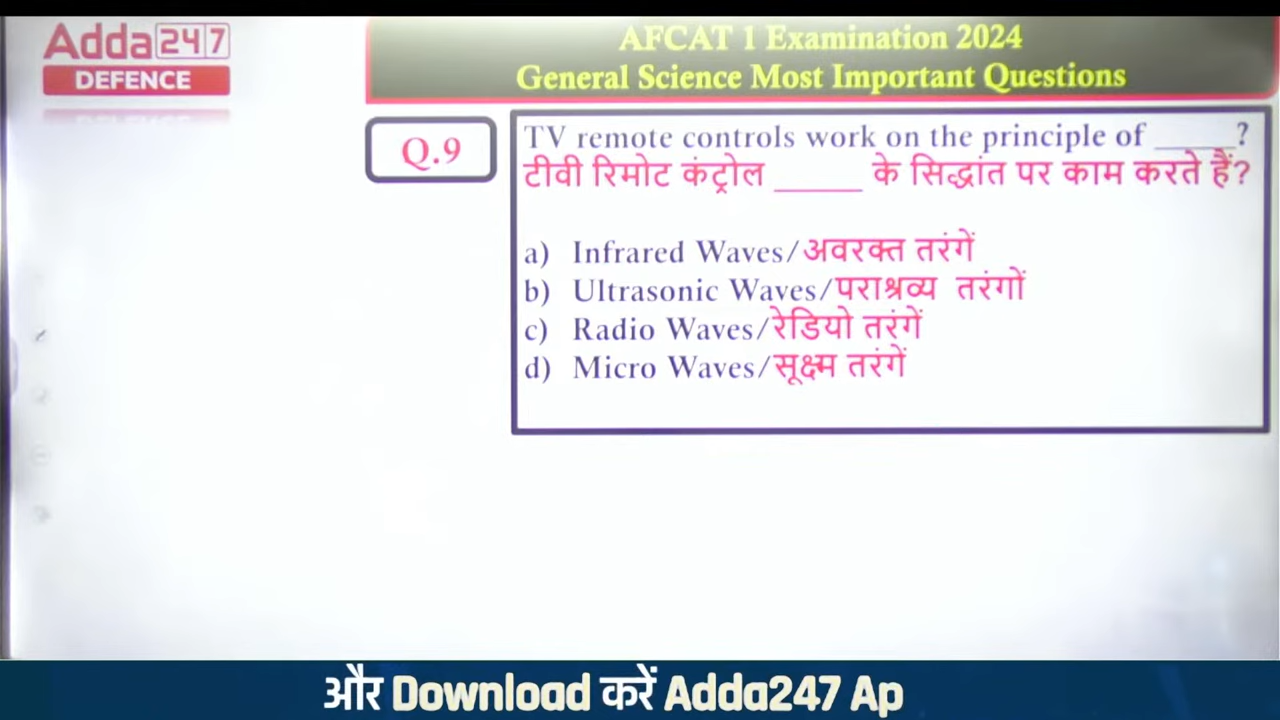 Adda247
DEFENCE
AFCAT 1 Examination 2024
General Science Most Important Questions
Q.9
TV remote controls work on the principle of _____?
टीवी रिमोट कंट्रोल _____ के सिद्धांत पर काम करते हैं?
a) Infrared Waves/अवरक्त तरंगें
b) Ultrasonic Waves/पराश्रव्य तरंगों
c) Radio Waves/रेडियो तरंगें
d) Micro Waves/सूक्ष्म तरंगें
और Download करें Adda247 Ap